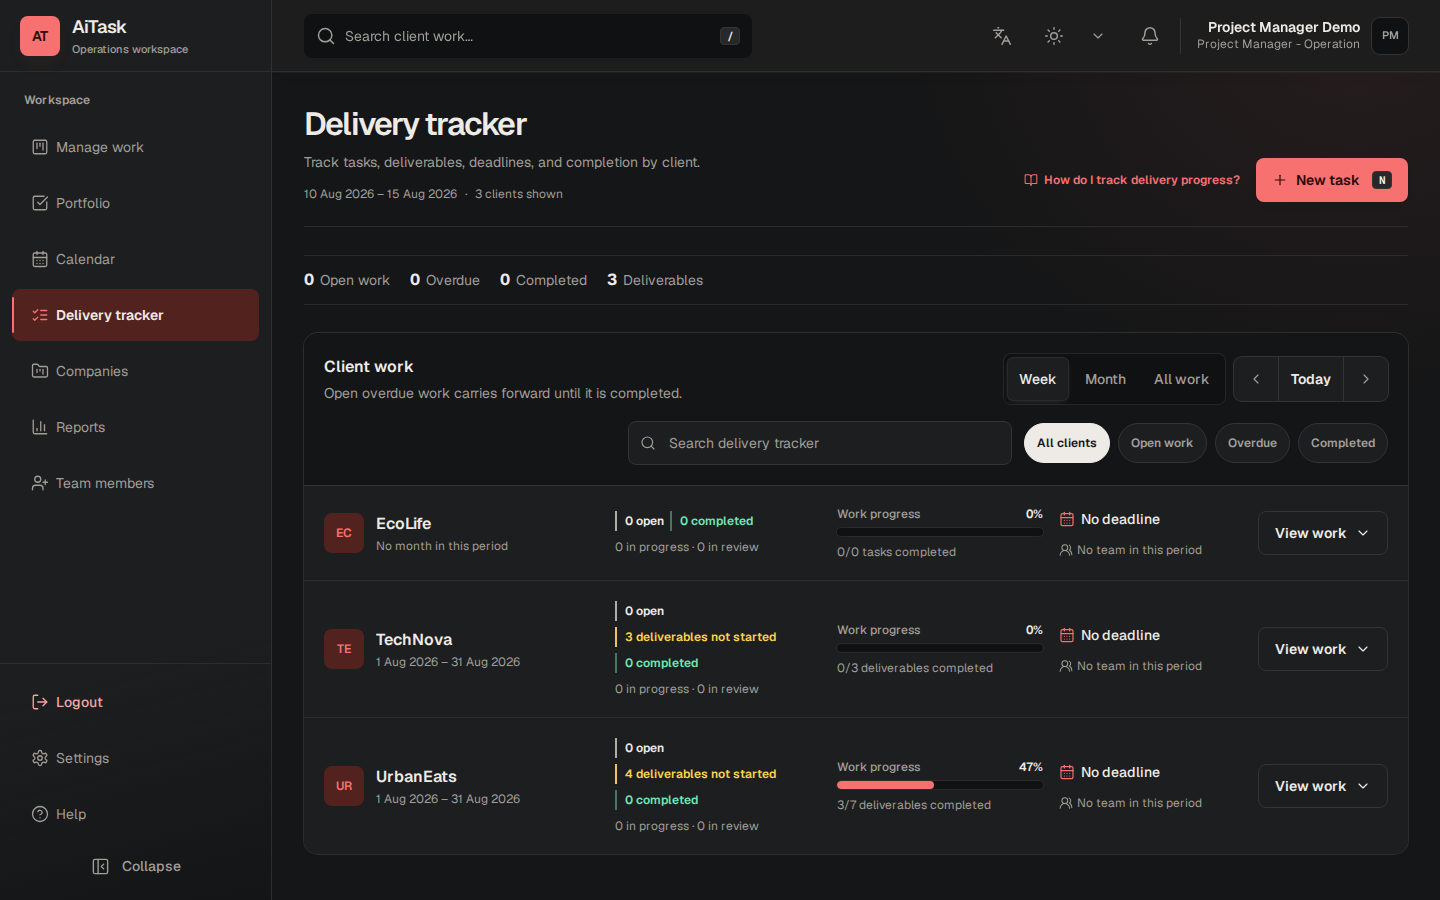 AT
AiTask
Operations workspace
Search client work...
/
Project Manager Demo
Project Manager - Operation
PM
Workspace
Manage work
Portfolio
Calendar
Delivery tracker
Companies
Reports
Team members
Logout
Settings
Help
Collapse
Delivery tracker
Track tasks, deliverables, deadlines, and completion by client.
10 Aug 2026 – 15 Aug 2026 · 3 clients shown
How do I track delivery progress?
New task N
0 Open work 0 Overdue 0 Completed 3 Deliverables
Client work
Open overdue work carries forward until it is completed.
Week Month All work
Today
Search delivery tracker
All clients Open work Overdue Completed
EC
EcoLife
No month in this period
0 open 0 completed
0 in progress · 0 in review
Work progress 0%
0/0 tasks completed
No deadline
No team in this period
View work
TE
TechNova
1 Aug 2026 – 31 Aug 2026
0 open
3 deliverables not started
0 completed
0 in progress · 0 in review
Work progress 0%
0/3 deliverables completed
No deadline
No team in this period
View work
UR
UrbanEats
1 Aug 2026 – 31 Aug 2026
0 open
4 deliverables not started
0 completed
0 in progress · 0 in review
Work progress 47%
3/7 deliverables completed
No deadline
No team in this period
View work